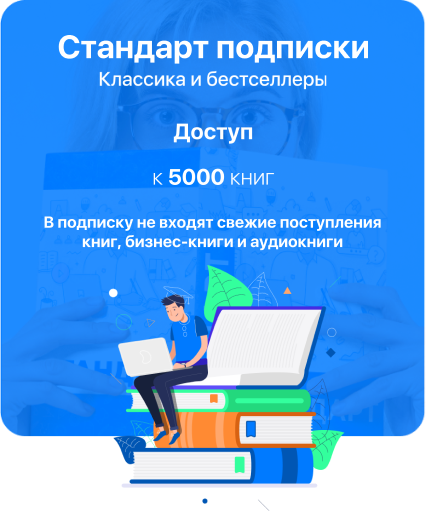 Стандарт подписки
Классика и бестселлеры
Доступ
к 5000 книг
В подписку не входят свежие поступления
книг, бизнес-книги и аудиокниги